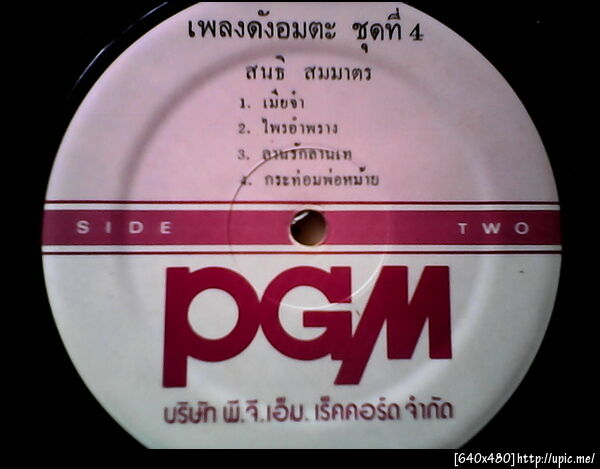 เพลงดังอมตะ ชุดที่ 4
สนธิ สมมาตร
1. เมียจ๋า
2. ไพรอำพราง
3. ลานรักลานเท
4. กระท่อมพ่อหม้าย
SIDE TWO
PGM
บริษัท พี.จี.เอ็ม. เร็คคอร์ด จำกัด
[640x480]http://upic.me/